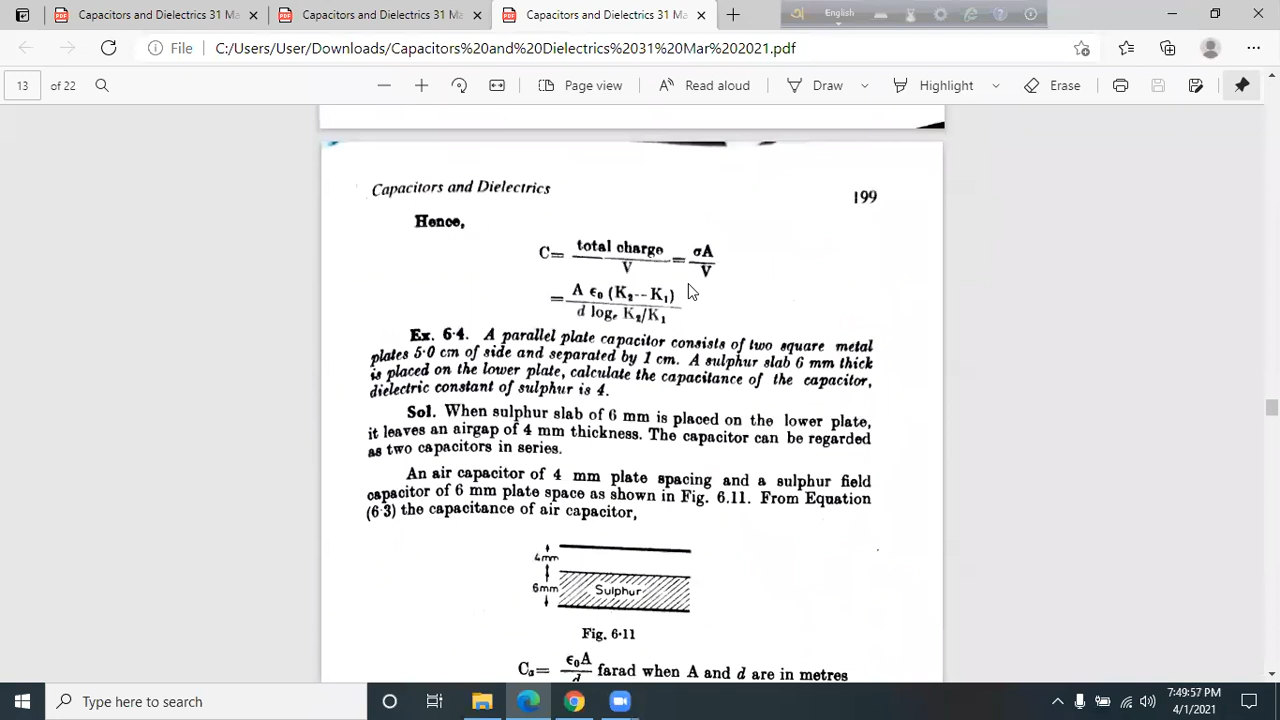 Capacitors and Dielectrics 31 Ma
Capacitors and Dielectrics 31 Ma
Capacitors and Dielectrics 31 Ma
English
File
C:/Users/User/Downloads/Capacitors%20and%20Dielectrics%2031%20Mar%202021.pdf
13 of 22
Page view
Read aloud
Draw
Highlight
Erase
Capacitors and Dielectrics 199
Hence,
C= total charge / V = σA / V
= A ϵ₀ (K₂--K₁) / d logₑ K₂/K₁
Ex. 6·4. A parallel plate capacitor consists of two square metal
plates 5·0 cm of side and separated by 1 cm. A sulphur slab 6 mm thick
is placed on the lower plate, calculate the capacitance of the capacitor,
dielectric constant of sulphur is 4.
Sol. When sulphur slab of 6 mm is placed on the lower plate,
it leaves an airgap of 4 mm thickness. The capacitor can be regarded
as two capacitors in series.
An air capacitor of 4 mm plate spacing and a sulphur field
capacitor of 6 mm plate space as shown in Fig. 6.11. From Equation
(6·3) the capacitance of air capacitor,
4mm
6mm
Sulphur
Fig. 6·11
Cₐ= ϵ₀A / d farad when A and d are in metres
Type here to search
7:49:57 PM
4/1/2021